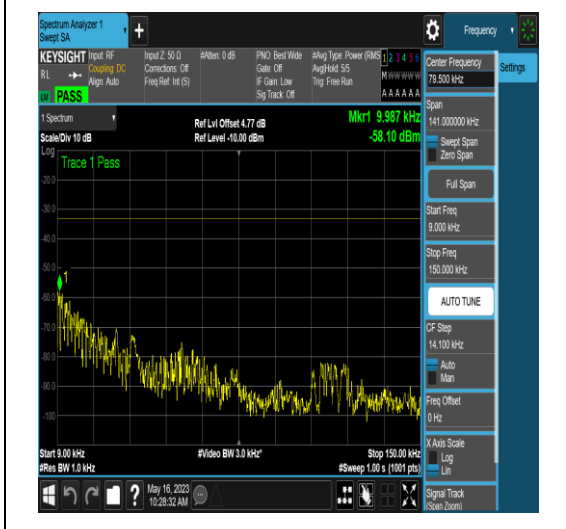 Spectrum Analyzer 1
Swept SA
+
Frequency
KEYSIGHT
RL
PASS
Input: RF
Coupling: DC
Align: Auto
Input Z: 50 Ω
Corrections: Off
Freq Ref: Int (S)
#Atten: 0 dB
PNO: Best Wide
Gate: Off
IF Gain: Low
Sig Track: Off
#Avg Type: Power (RMS
Avg|Hold: 5/5
Trig: Free Run
1 2 3 4 5 6
M W W W W W
A A A A A A
1 Spectrum
Scale/Div 10 dB
Log
Ref Lvl Offset 4.77 dB
Ref Level -10.00 dBm
Mkr1 9.987 kHz
-58.10 dBm
Trace 1 Pass
1
-20.0
-30.0
-40.0
-50.0
-60.0
-70.0
-80.0
-90.0
-100
Start 9.00 kHz
#Res BW 1.0 kHz
#Video BW 3.0 kHz*
Stop 150.00 kHz
#Sweep 1.00 s (1001 pts)
May 16, 2023
10:28:32 AM
?
Settings
Center Frequency
79.500 kHz
Span
141.000000 kHz
Swept Span
Zero Span
Full Span
Start Freq
9.000 kHz
Stop Freq
150.000 kHz
AUTO TUNE
CF Step
14.100 kHz
Auto
Man
Freq Offset
0 Hz
X Axis Scale
Log
Lin
Signal Track
(Span Zoom)